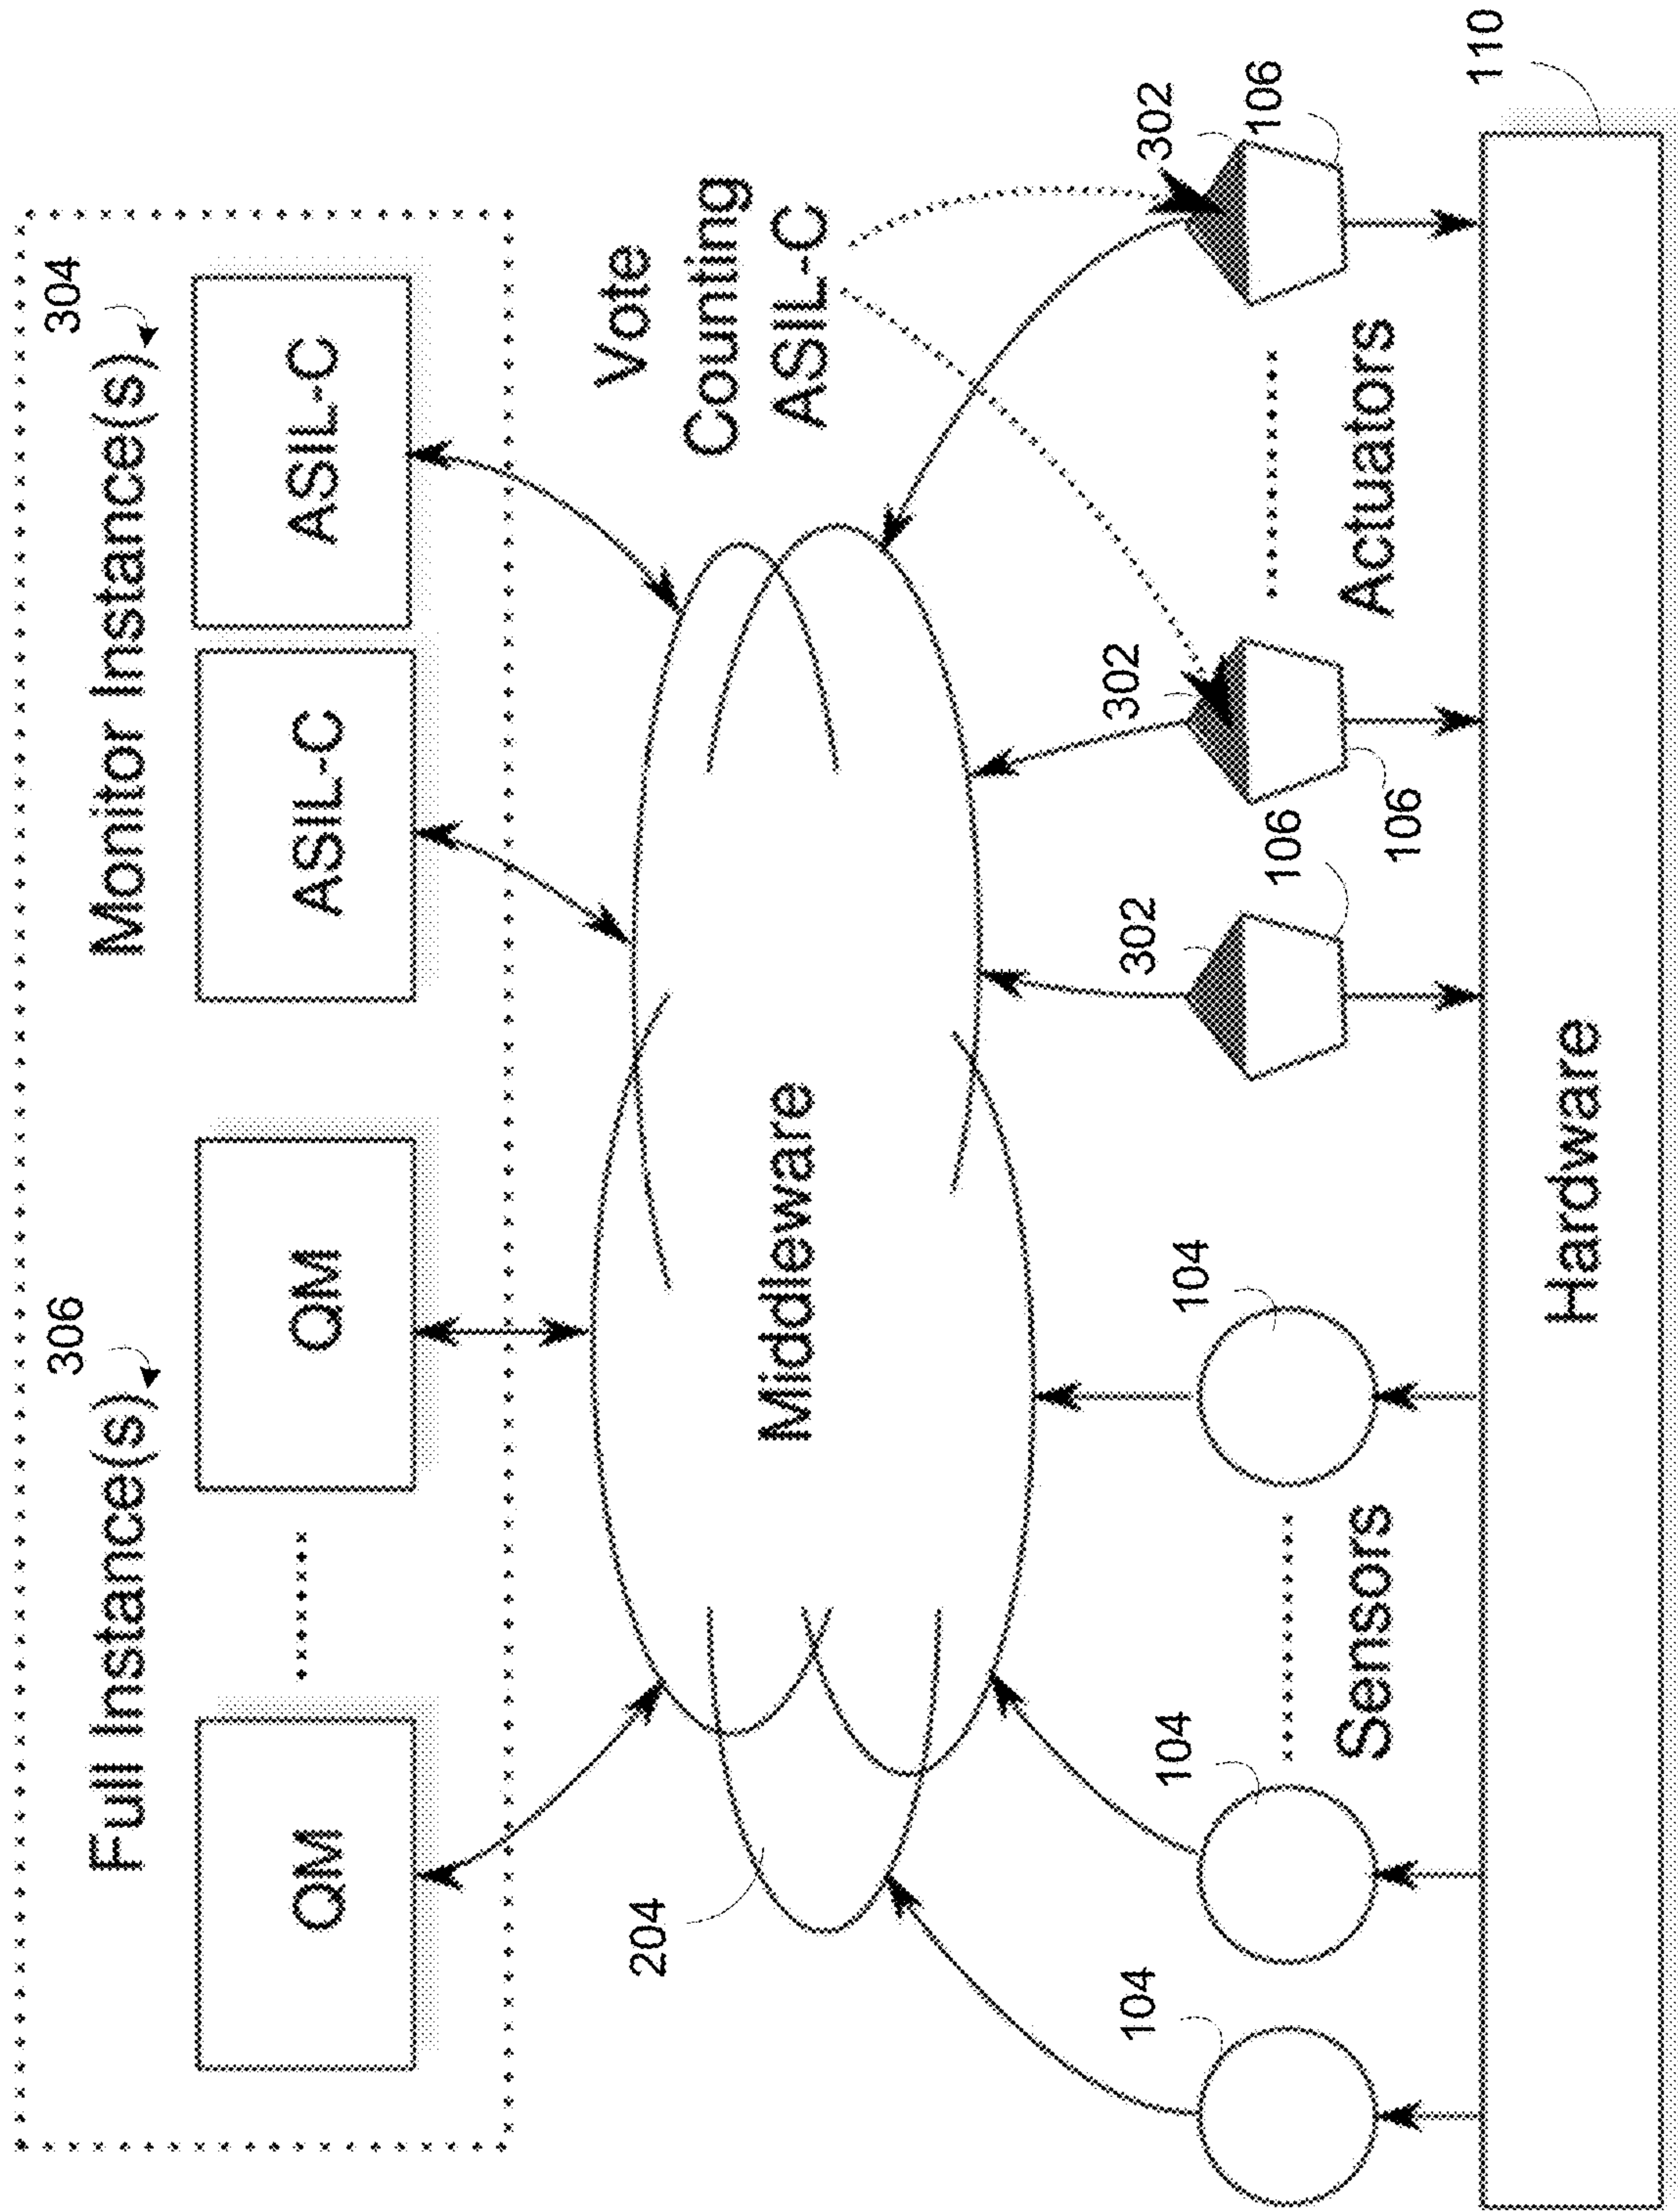 306
304
Full Instance(s)
Monitor Instance(s)
QM
QM
ASIL-C
ASIL-C
204
Middleware
Vote
Counting
ASIL-C
104
104
104
302
302
302
106
106
106
Sensors
Actuators
110
Hardware